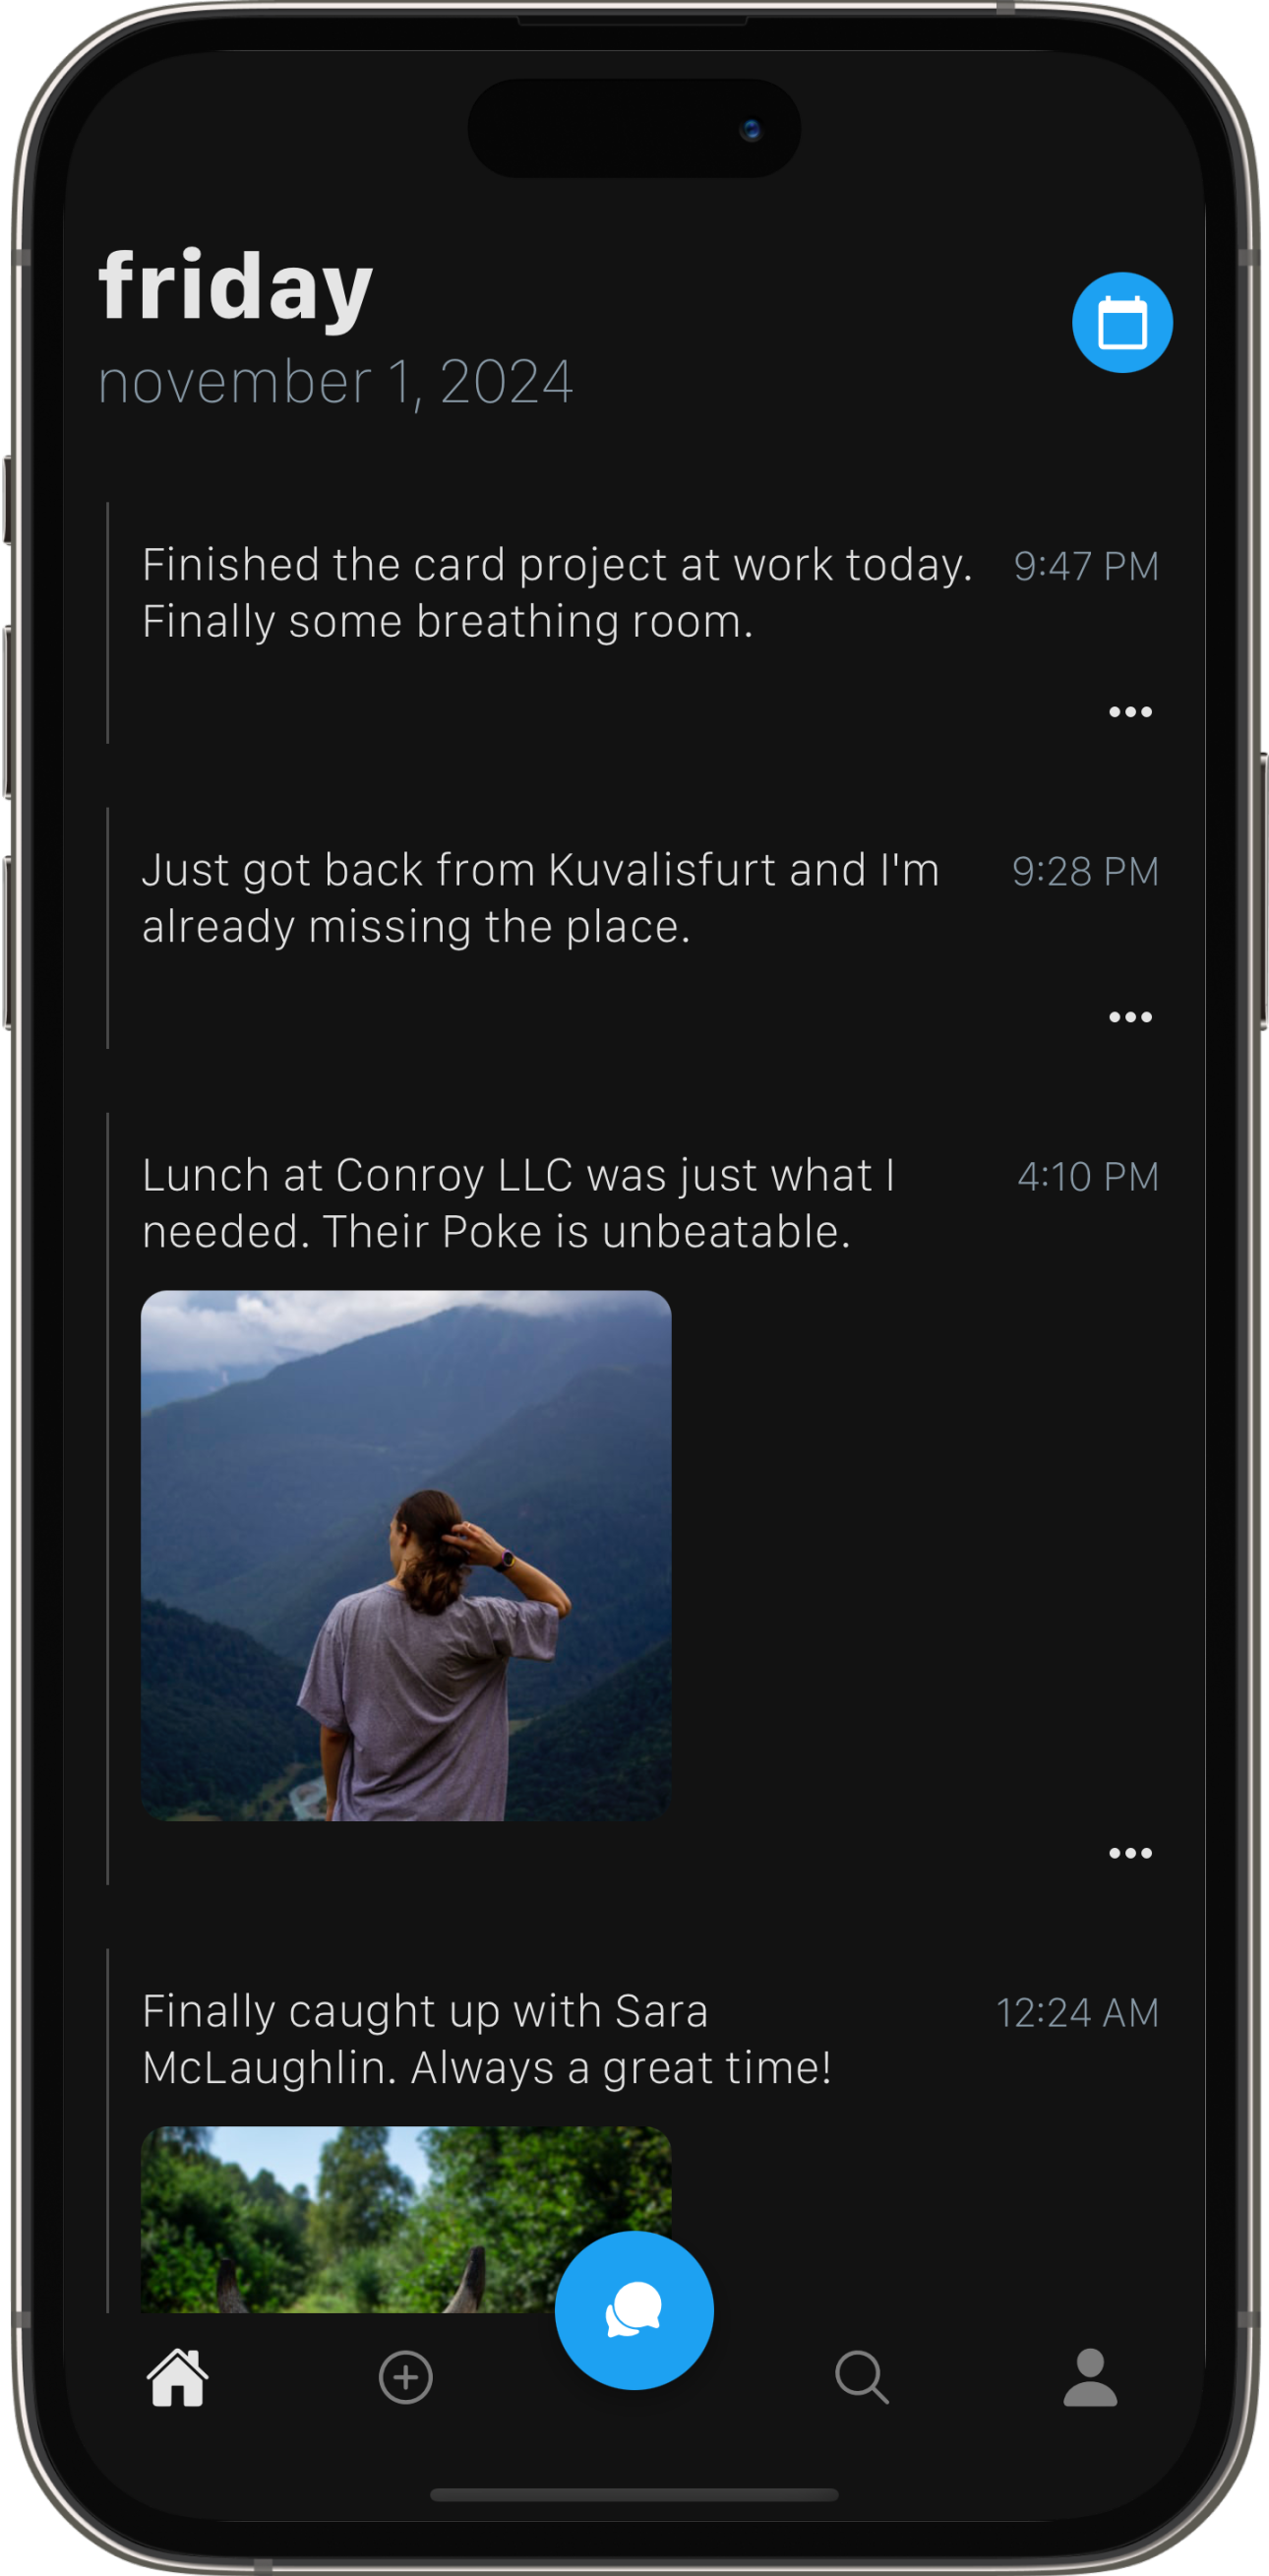 friday
november 1, 2024
Finished the card project at work today.
9:47 PM
Finally some breathing room.
Just got back from Kuvalisfurt and I'm
9:28 PM
already missing the place.
Lunch at Conroy LLC was just what I
4:10 PM
needed. Their Poke is unbeatable.
Finally caught up with Sara
12:24 AM
McLaughlin. Always a great time!